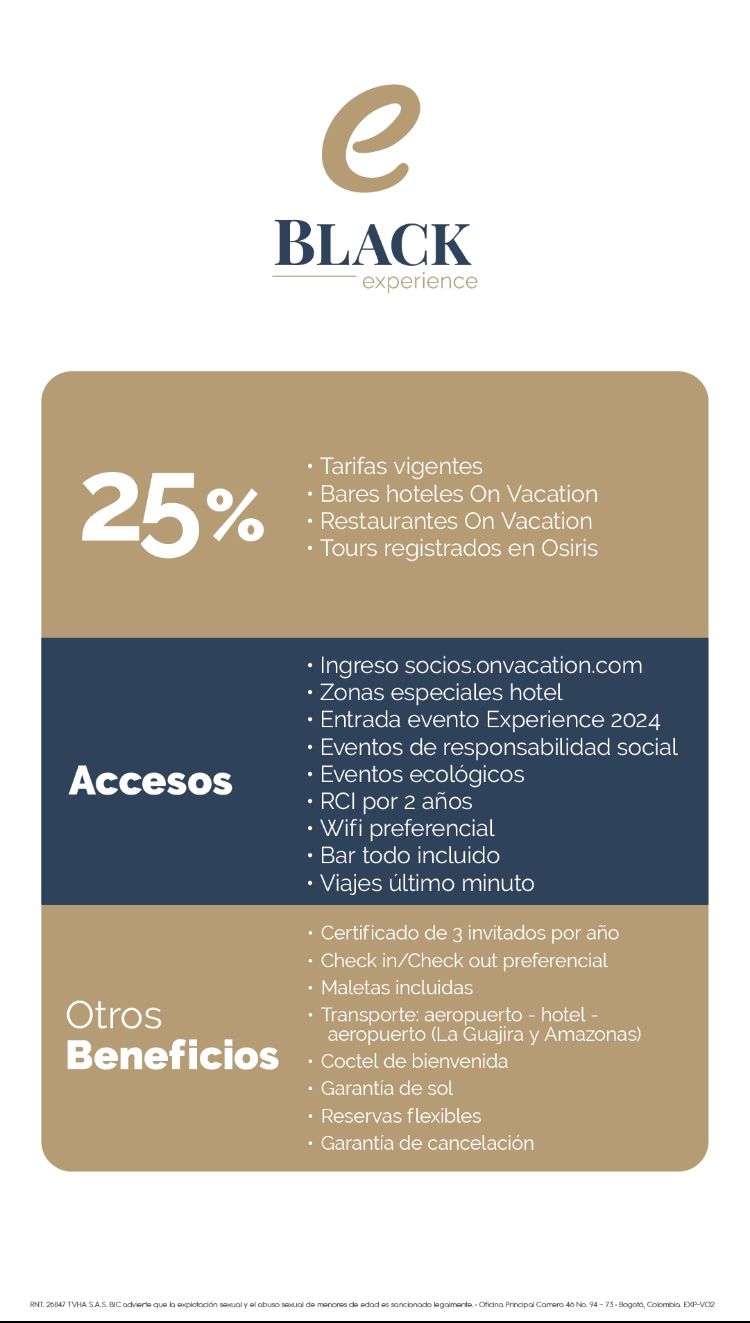 e
BLACK
experience
25%
• Tarifas vigentes
• Bares hoteles On Vacation
• Restaurantes On Vacation
• Tours registrados en Osiris
Accesos
• Ingreso socios.onvacation.com
• Zonas especiales hotel
• Entrada evento Experience 2024
• Eventos de responsabilidad social
• Eventos ecológicos
• RCI por 2 años
• Wifi preferencial
• Bar todo incluido
• Viajes último minuto
Otros
Beneficios
• Certificado de 3 invitados por año
• Check in/Check out preferencial
• Maletas incluidas
• Transporte: aeropuerto - hotel -
aeropuerto (La Guajira y Amazonas)
• Coctel de bienvenida
• Garantía de sol
• Reservas flexibles
• Garantía de cancelación
RNT. 26847 TVHA S.A.S. BIC advierte que la explotación sexual y el abuso sexual de menores de edad es sancionado legalmente. • Oficina Principal Carrera 46 No. 94 – 73 • Bogotá, Colombia. EXP-VO2